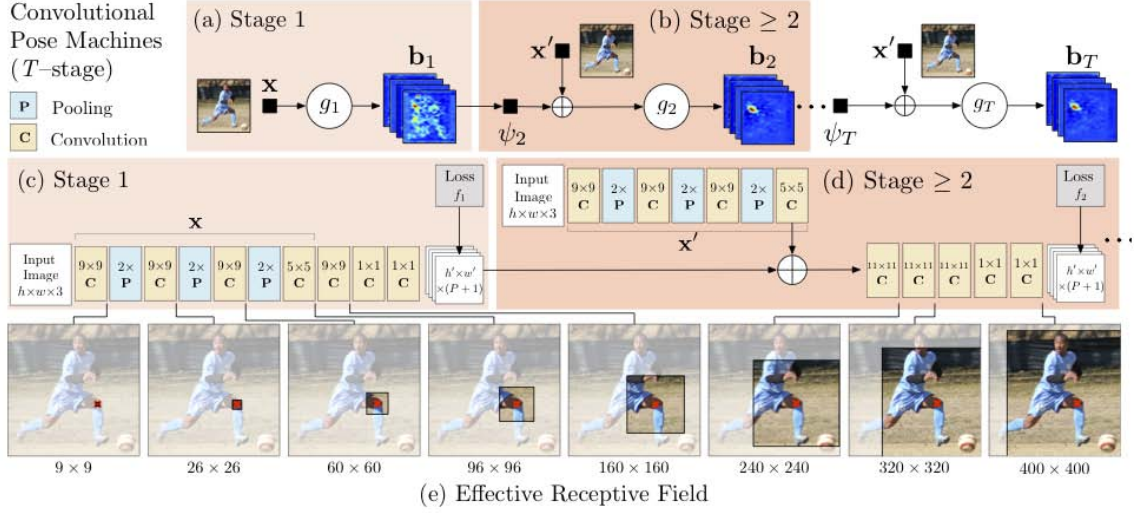 Convolutional
Pose Machines
(T–stage)
P Pooling
C Convolution
(a) Stage 1
x
g₁
b₁
(b) Stage ≥ 2
x′
ψ₂
g₂
b₂
x′
ψ_T
g_T
b_T
(c) Stage 1
Loss
f₁
x
Input
Image
h×w×3
9×9
C
2×
P
9×9
C
2×
P
9×9
C
2×
P
5×5
C
9×9
C
1×1
C
1×1
C
h′×w′
×(P+1)
Input
Image
h×w×3
9×9
C
2×
P
9×9
C
2×
P
9×9
C
2×
P
5×5
C
x′
(d) Stage ≥ 2
Loss
f₂
11×11
C
11×11
C
11×11
C
1×1
C
1×1
C
h′×w′
×(P+1)
9 × 9
26 × 26
60 × 60
96 × 96
160 × 160
240 × 240
320 × 320
400 × 400
(e) Effective Receptive Field